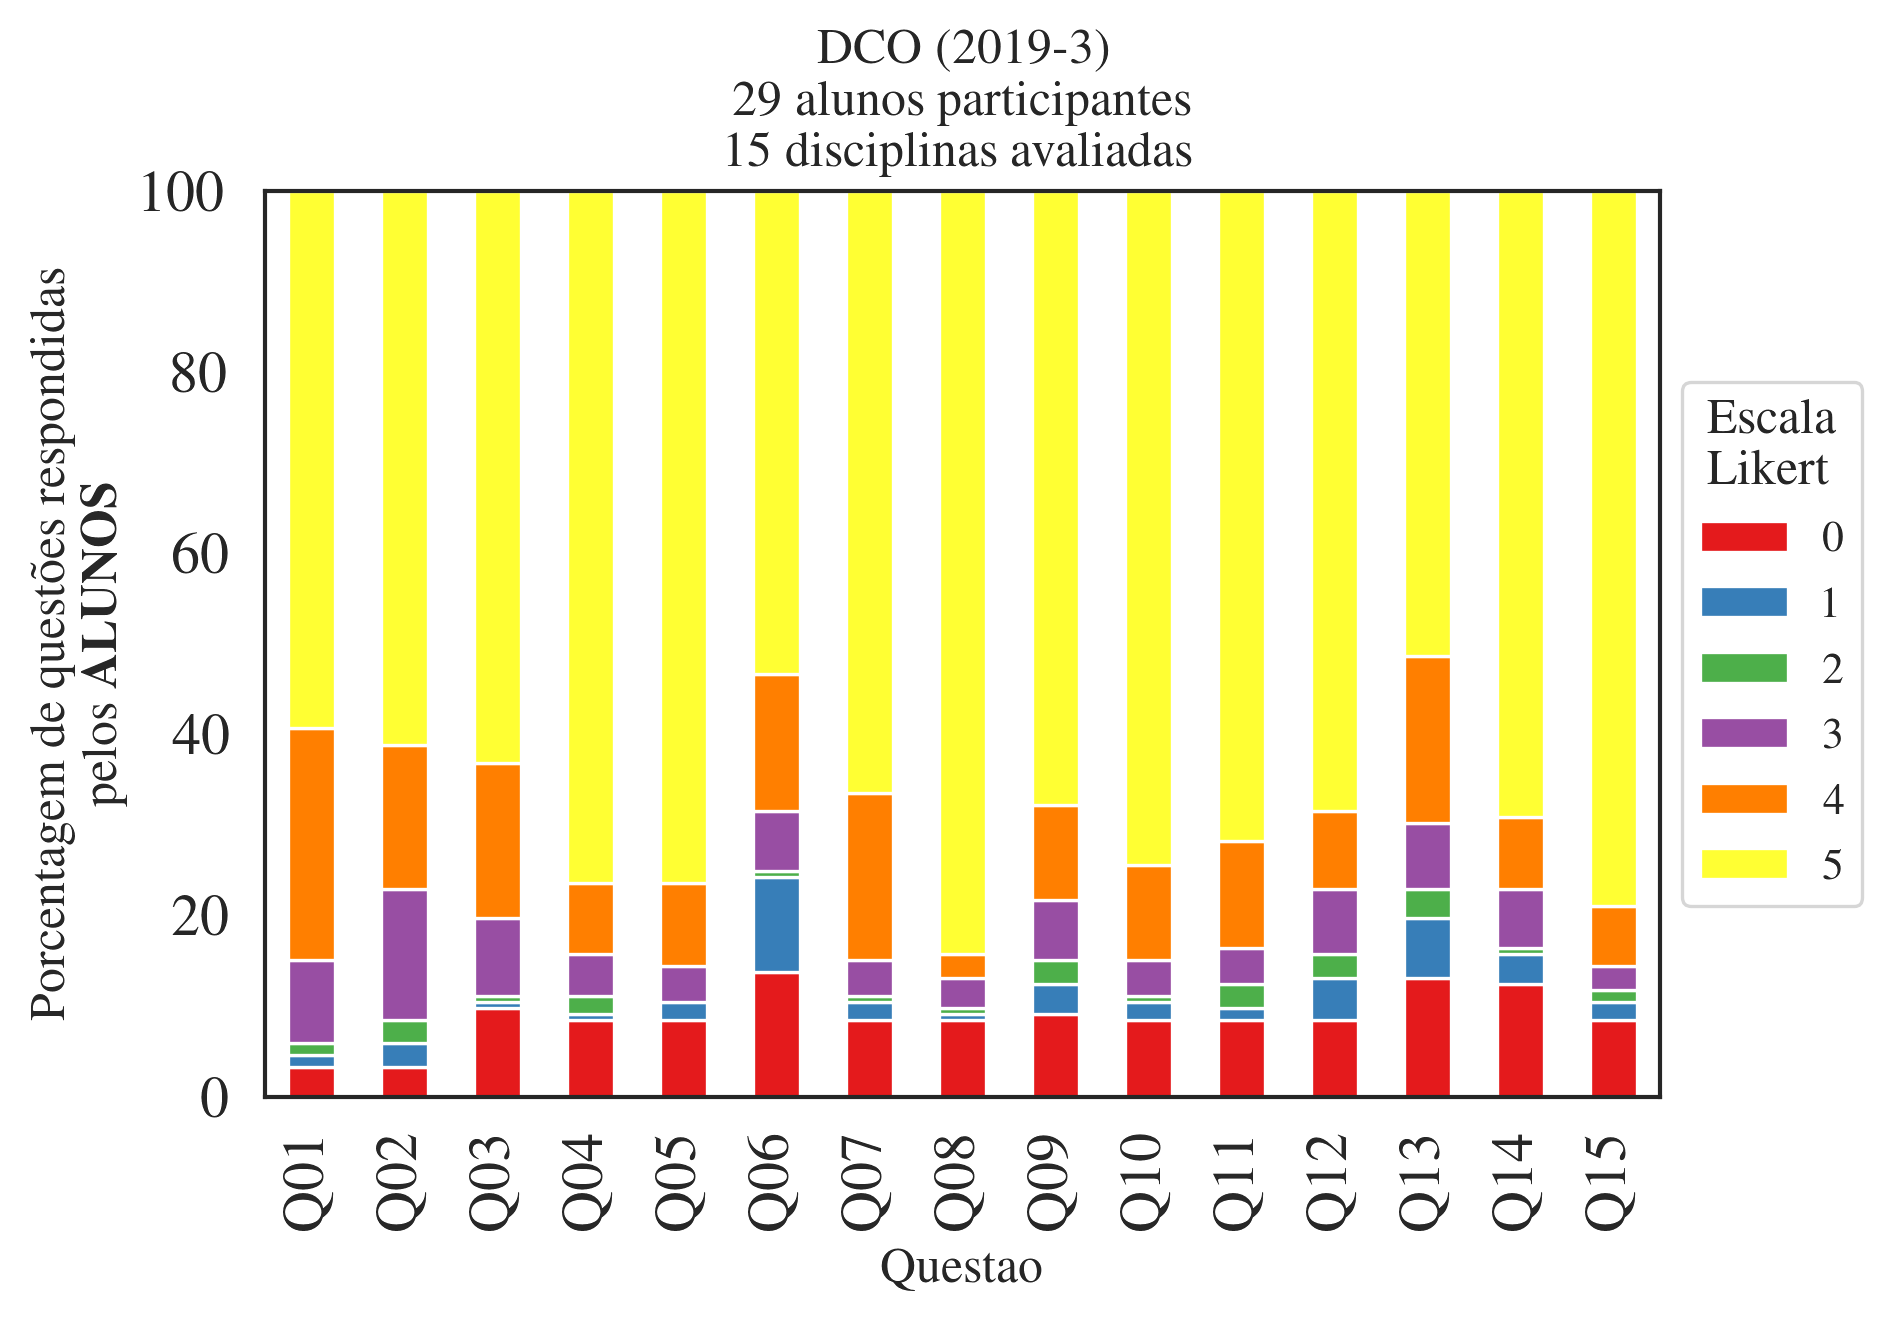 DCO (2019-3)
29 alunos participantes
15 disciplinas avaliadas
Porcentagem de questões respondidas
pelos ALUNOS
100
80
60
40
20
0
Q01
Q02
Q03
Q04
Q05
Q06
Q07
Q08
Q09
Q10
Q11
Q12
Q13
Q14
Q15
Questao
Escala
Likert
0
1
2
3
4
5